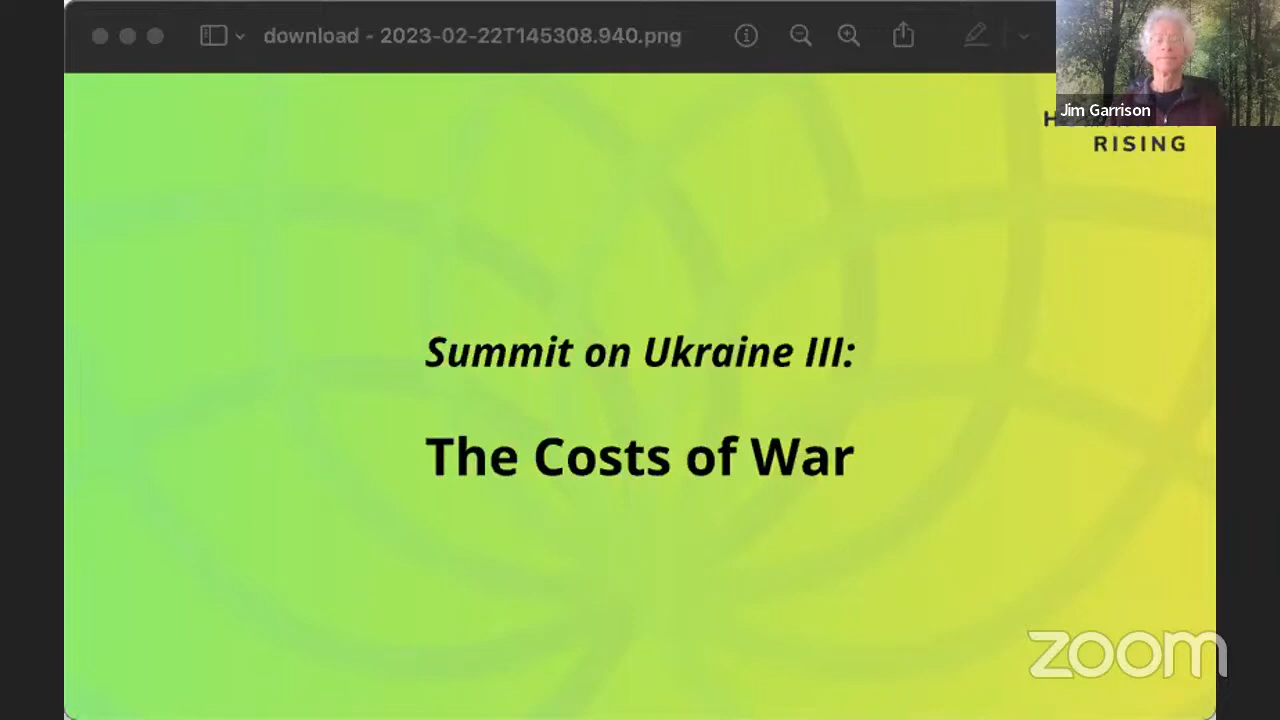 download - 2023-02-22T145308.940.png
Jim Garrison
RISING
Summit on Ukraine III:
The Costs of War
zoom